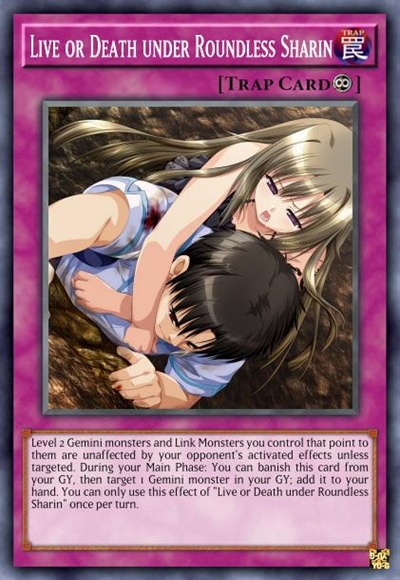 Live or Death under Roundless Sharin
TRAP
罠
[Trap Card]
Level 2 Gemini monsters and Link Monsters you control that point to
them are unaffected by your opponent's activated effects unless
targeted. During your Main Phase: You can banish this card from
your GY, then target 1 Gemini monster in your GY; add it to your
hand. You can only use this effect of "Live or Death under Roundless
Sharin" once per turn.